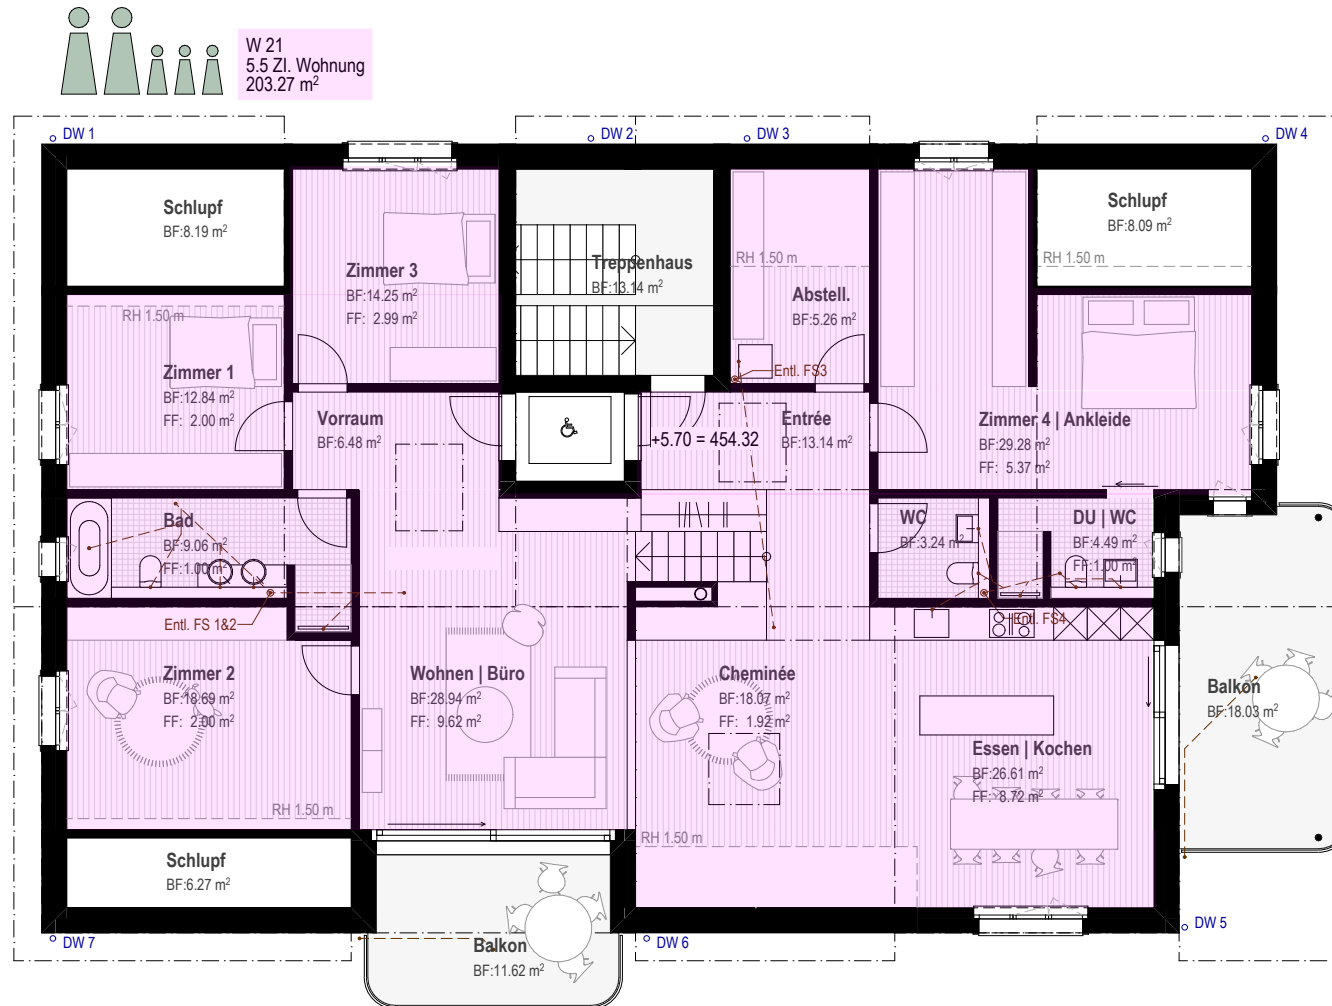 W 21
5.5 ZI. Wohnung
203.27 m²
DW 1
DW 2
DW 3
DW 4
Schlupf
BF:8.19 m²
Zimmer 3
BF:14.25 m²
FF: 2.99 m²
Treppenhaus
BF:13.14 m²
RH 1.50 m
Abstell.
BF:5.26 m²
Schlupf
BF:8.09 m²
RH 1.50 m
RH 1.50 m
Zimmer 1
BF:12.84 m²
FF: 2.00 m²
Entl. FS3
Vorraum
BF:6.48 m²
+5.70 = 454.32
Entrée
BF:13.14 m²
Zimmer 4 | Ankleide
BF:29.28 m²
FF: 5.37 m²
Bad
BF:9.06 m²
FF:1.00 m²
WC
BF:3.24 m²
DU | WC
BF:4.49 m²
FF:1.00 m²
Entl. FS 1&2
Entl. FS4
Zimmer 2
BF:18.69 m²
FF: 2.00 m²
RH 1.50 m
Wohnen | Büro
BF:28.94 m²
FF: 9.62 m²
Cheminée
BF:18.07 m²
FF: 1.92 m²
Essen | Kochen
BF:26.61 m²
FF: 8.72 m²
Balkon
BF:18.03 m²
RH 1.50 m
Schlupf
BF:6.27 m²
DW 7
Balkon
BF:11.62 m²
DW 6
DW 5